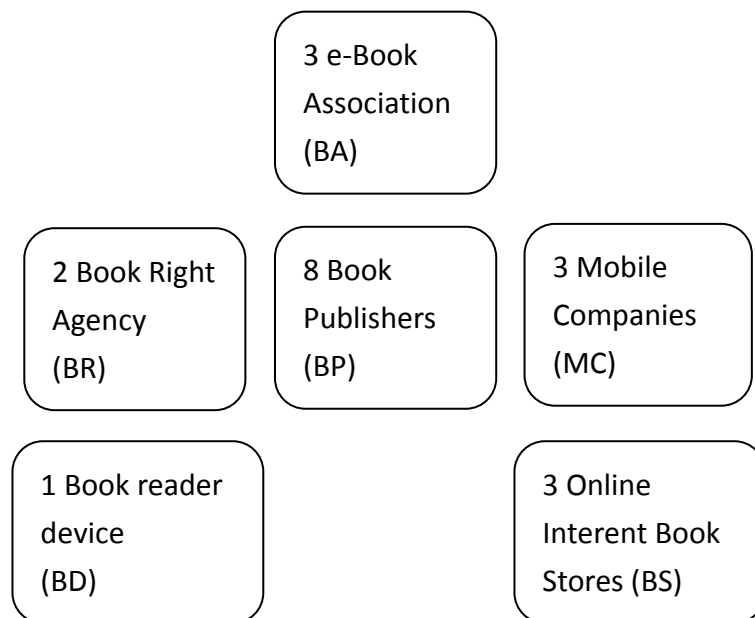 3 e-Book
Association
(BA)
2 Book Right
Agency
(BR)
8 Book
Publishers
(BP)
3 Mobile
Companies
(MC)
1 Book reader
device
(BD)
3 Online
Interent Book
Stores (BS)